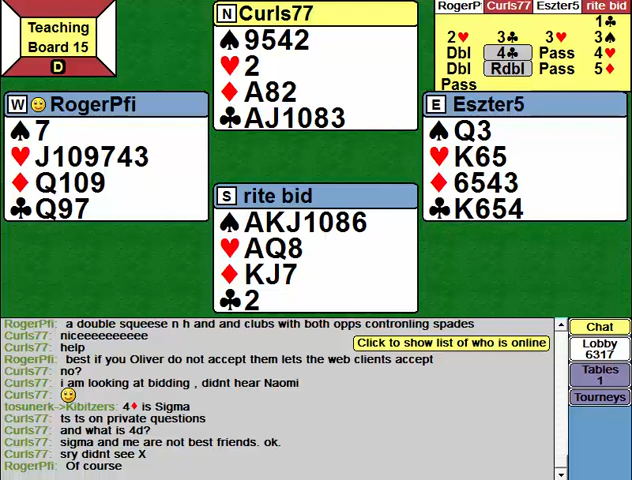 Teaching
Board 15
D
N Curls77
♠ 9542
♥ 2
♦ A82
♣ AJ1083
RogerP Curls77 Eszter5 rite bid
1♣
2♥ 3♣ 3♥ 3♠
Dbl 4♣ Pass 4♥
Dbl Rdbl Pass 5♦
Pass
W RogerPfi
♠ 7
♥ J109743
♦ Q109
♣ Q97
E Eszter5
♠ Q3
♥ K65
♦ 6543
♣ K654
S rite bid
♠ AKJ1086
♥ AQ8
♦ KJ7
♣ 2
RogerPfi: a double squeese n h and and clubs with both opps contronling spades
Curls77: niceeeeeeeeee
Curls77: help
RogerPfi: best if you Oliver do not accept them lets the web clients accept
Curls77: no?
Curls77: i am looking at bidding , didnt hear Naomi
Curls77:
tosunerk->Kibitzers: 4♦ is Sigma
Curls77: ts ts on private questions
Curls77: and what is 4d?
Curls77: sigma and me are not best friends. ok.
Curls77: sry didnt see X
RogerPfi: Of course
Click to show list of who is online
Chat
Lobby
6317
Tables
1
Tourneys